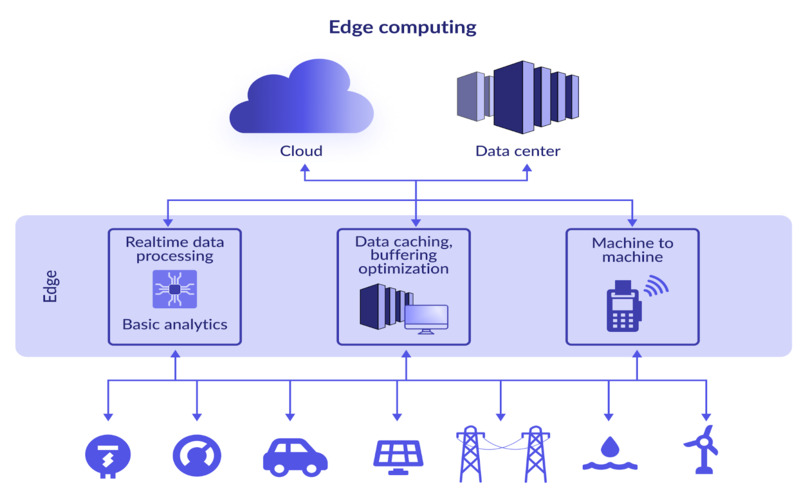 Edge computing
Cloud
Data center
Edge
Realtime data
processing
Basic analytics
Data caching,
buffering
optimization
Machine to
machine